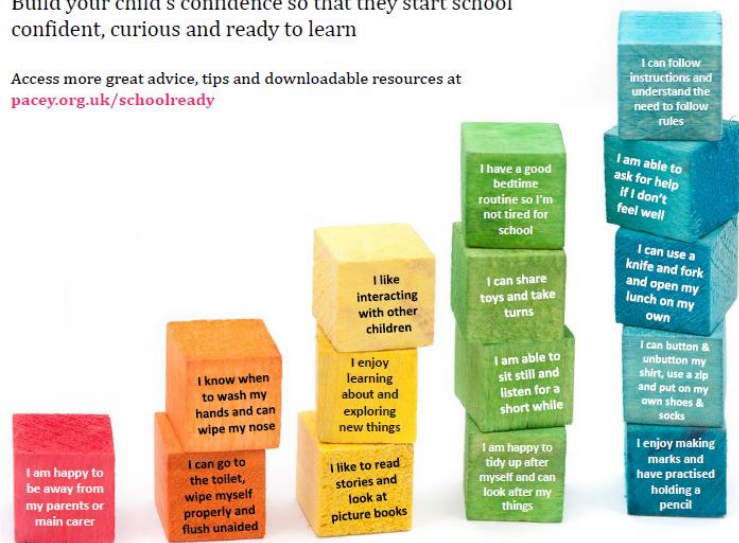 Build your child's confidence so that they start school
confident, curious and ready to learn
Access more great advice, tips and downloadable resources at
pacey.org.uk/schoolready
I am happy to
be away from
my parents or
main carer
I know when
to wash my
hands and can
wipe my nose
I can go to
the toilet,
wipe myself
properly and
flush unaided
I like
interacting
with other
children
I enjoy
learning
about and
exploring
new things
I like to read
stories and
look at
picture books
I have a good
bedtime
routine so I'm
not tired for
school
I can share
toys and take
turns
I am able to
sit still and
listen for a
short while
I am happy to
tidy up after
myself and can
look after my
things
I can follow
instructions and
understand the
need to follow
rules
I am able to
ask for help
if I don't
feel well
I can use a
knife and fork
and open my
lunch on my
own
I can button &
unbutton my
shirt, use a zip
and put on my
own shoes &
socks
I enjoy making
marks and
have practised
holding a
pencil